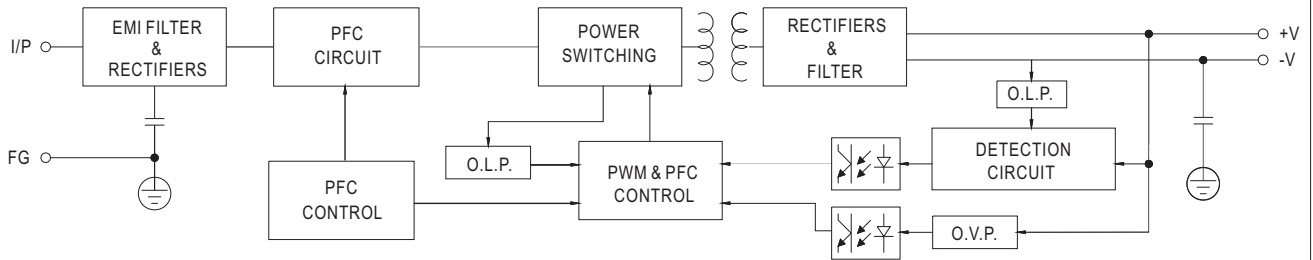 I/P
EMI FILTER
&
RECTIFIERS
PFC
CIRCUIT
POWER
SWITCHING
RECTIFIERS
&
FILTER
+V
-V
O.L.P.
FG
O.L.P.
PFC
CONTROL
PWM & PFC
CONTROL
DETECTION
CIRCUIT
O.V.P.